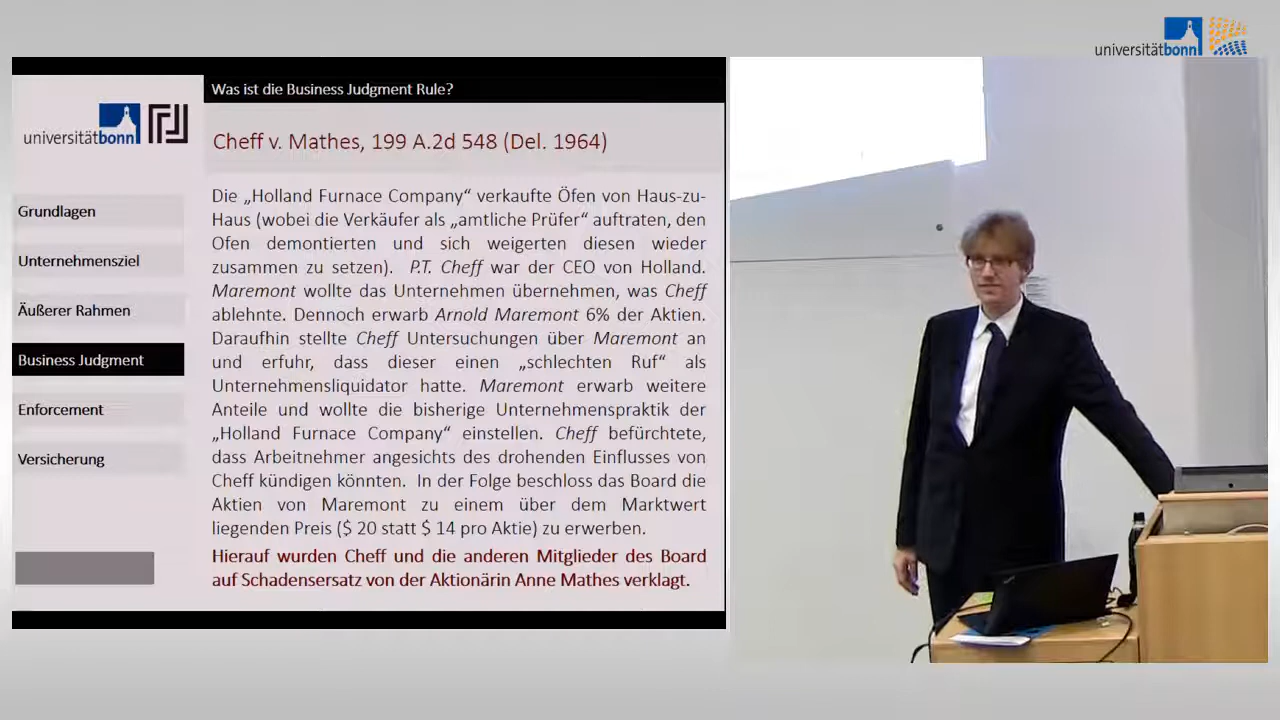 universitätbonn
Was ist die Business Judgment Rule?
universitätbonn
Cheff v. Mathes, 199 A.2d 548 (Del. 1964)
Grundlagen
Unternehmensziel
Äußerer Rahmen
Business Judgment
Enforcement
Versicherung
Die „Holland Furnace Company“ verkaufte Öfen von Haus-zu-
Haus (wobei die Verkäufer als „amtliche Prüfer“ auftraten, den
Ofen demontierten und sich weigerten diesen wieder
zusammen zu setzen). P.T. Cheff war der CEO von Holland.
Maremont wollte das Unternehmen übernehmen, was Cheff
ablehnte. Dennoch erwarb Arnold Maremont 6% der Aktien.
Daraufhin stellte Cheff Untersuchungen über Maremont an
und erfuhr, dass dieser einen „schlechten Ruf“ als
Unternehmensliquidator hatte. Maremont erwarb weitere
Anteile und wollte die bisherige Unternehmenspraktik der
„Holland Furnace Company“ einstellen. Cheff befürchtete,
dass Arbeitnehmer angesichts des drohenden Einflusses von
Cheff kündigen könnten. In der Folge beschloss das Board die
Aktien von Maremont zu einem über dem Marktwert
liegenden Preis ($ 20 statt $ 14 pro Aktie) zu erwerben.
Hierauf wurden Cheff und die anderen Mitglieder des Board
auf Schadensersatz von der Aktionärin Anne Mathes verklagt.